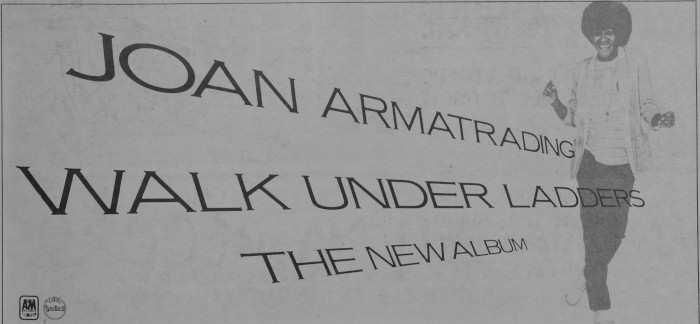 JOAN ARMATRADING
WALK UNDER LADDERS
THE NEW ALBUM
A&M